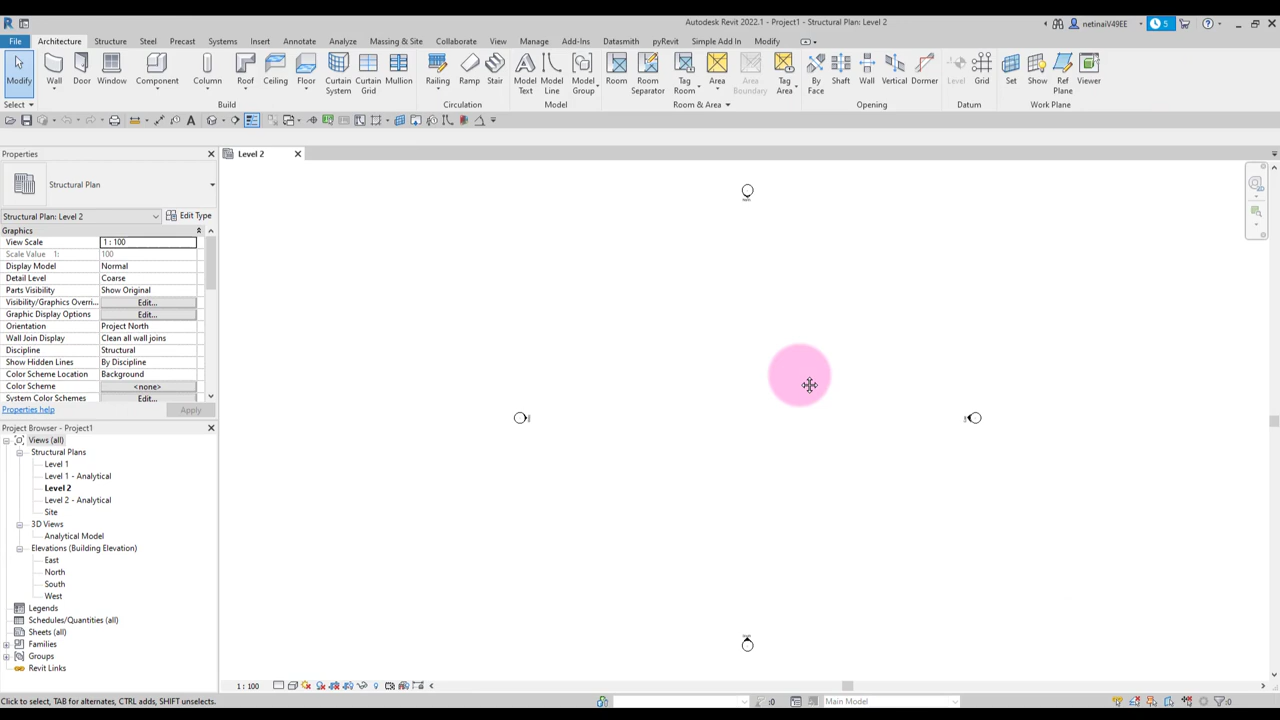 Autodesk Revit 2022.1 - Project1 - Structural Plan: Level 2
netinaiV49EE
5
File Architecture Structure Steel Precast Systems Insert Annotate Analyze Massing & Site Collaborate View Manage Add-Ins Datasmith pyRevit Simple Add In Modify
Modify Wall Door Window Component Column Roof Ceiling Floor Curtain System Curtain Grid Mullion Railing Ramp Stair Model Text Model Line Model Group Room Room Separator Tag Room Area Area Boundary Tag Area By Face Shaft Wall Vertical Dormer Level Grid Set Show Ref Plane Viewer
Select Build Circulation Model Room & Area Opening Datum Work Plane
Properties
Level 2
Structural Plan
Structural Plan: Level 2 Edit Type
Graphics
View Scale 1 : 100
Scale Value 1: 100
Display Model Normal
Detail Level Coarse
Parts Visibility Show Original
Visibility/Graphics Overri... Edit...
Graphic Display Options Edit...
Orientation Project North
Wall Join Display Clean all wall joins
Discipline Structural
Show Hidden Lines By Discipline
Color Scheme Location Background
Color Scheme <none>
System Color Schemes Edit...
Properties help Apply
Project Browser - Project1
Views (all)
Structural Plans
Level 1
Level 1 - Analytical
Level 2
Level 2 - Analytical
Site
3D Views
Analytical Model
Elevations (Building Elevation)
East
North
South
West
Legends
Schedules/Quantities (all)
Sheets (all)
Families
Groups
Revit Links
1 : 100
Click to select, TAB for alternates, CTRL adds, SHIFT unselects.
:0
Main Model
:0